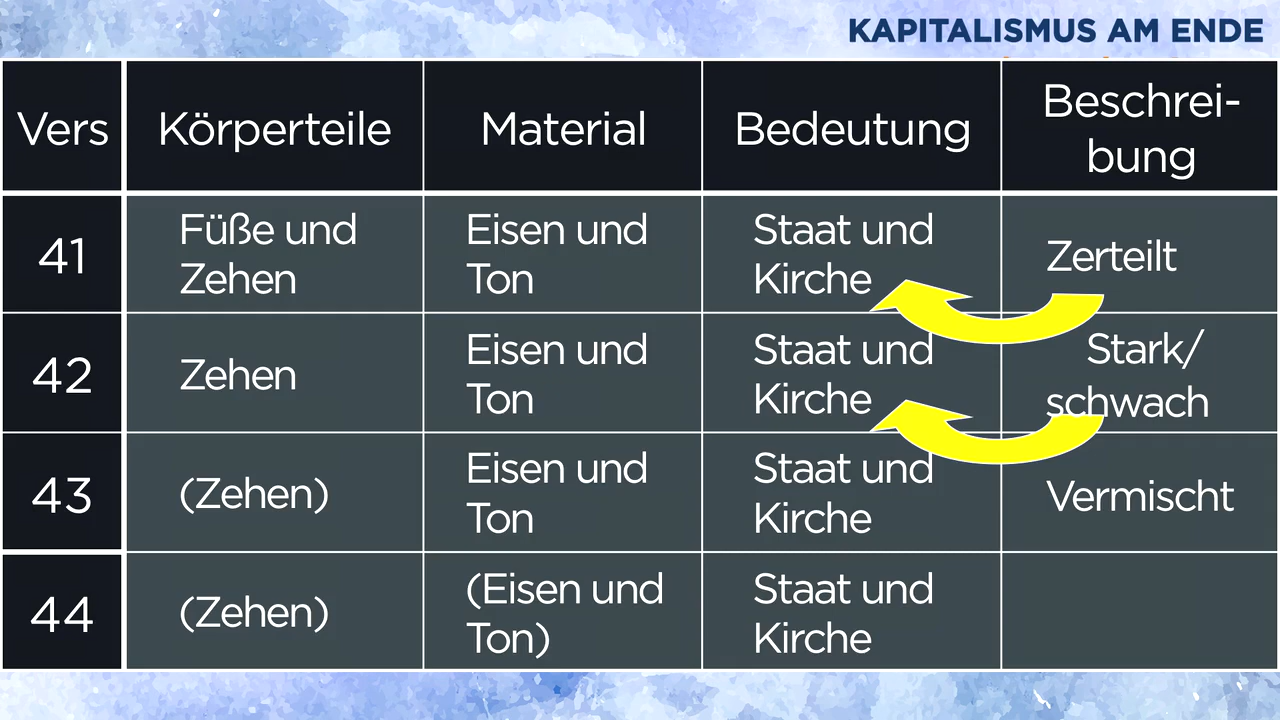 KAPITALISMUS AM ENDE
Vers
Körperteile
Material
Bedeutung
Beschrei-
bung
41
Füße und
Zehen
Eisen und
Ton
Staat und
Kirche
Zerteilt
42
Zehen
Eisen und
Ton
Staat und
Kirche
Stark/
schwach
43
(Zehen)
Eisen und
Ton
Staat und
Kirche
Vermischt
44
(Zehen)
(Eisen und
Ton)
Staat und
Kirche